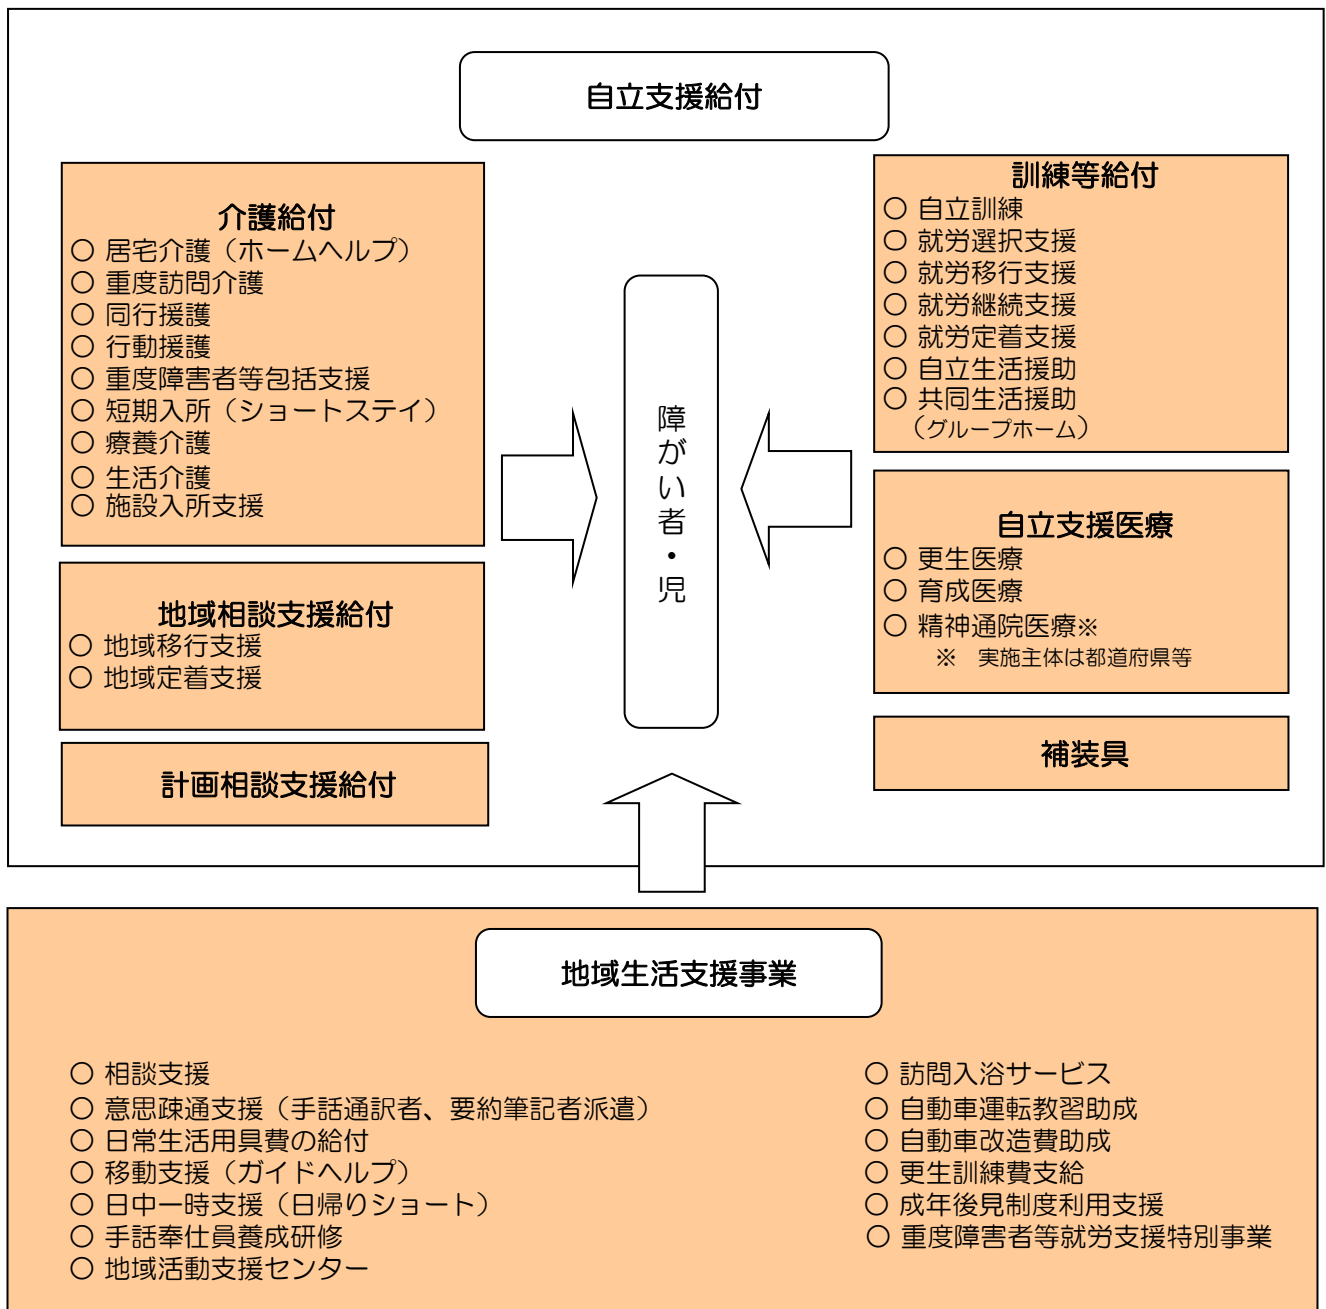 自立支援給付
介護給付
〇 居宅介護（ホームヘルプ）
〇 重度訪問介護
〇 同行援護
〇 行動援護
〇 重度障害者等包括支援
〇 短期入所（ショートステイ）
〇 療養介護
〇 生活介護
〇 施設入所支援
地域相談支援給付
〇 地域移行支援
〇 地域定着支援
計画相談支援給付
障がい者・児
訓練等給付
〇 自立訓練
〇 就労選択支援
〇 就労移行支援
〇 就労継続支援
〇 就労定着支援
〇 自立生活援助
〇 共同生活援助
（グループホーム）
自立支援医療
〇 更生医療
〇 育成医療
〇 精神通院医療※
※　実施主体は都道府県等
補装具
地域生活支援事業
〇 相談支援
〇 意思疎通支援（手話通訳者、要約筆記者派遣）
〇 日常生活用具費の給付
〇 移動支援（ガイドヘルプ）
〇 日中一時支援（日帰りショート）
〇 手話奉仕員養成研修
〇 地域活動支援センター
〇 訪問入浴サービス
〇 自動車運転教習助成
〇 自動車改造費助成
〇 更生訓練費支給
〇 成年後見制度利用支援
〇 重度障害者等就労支援特別事業